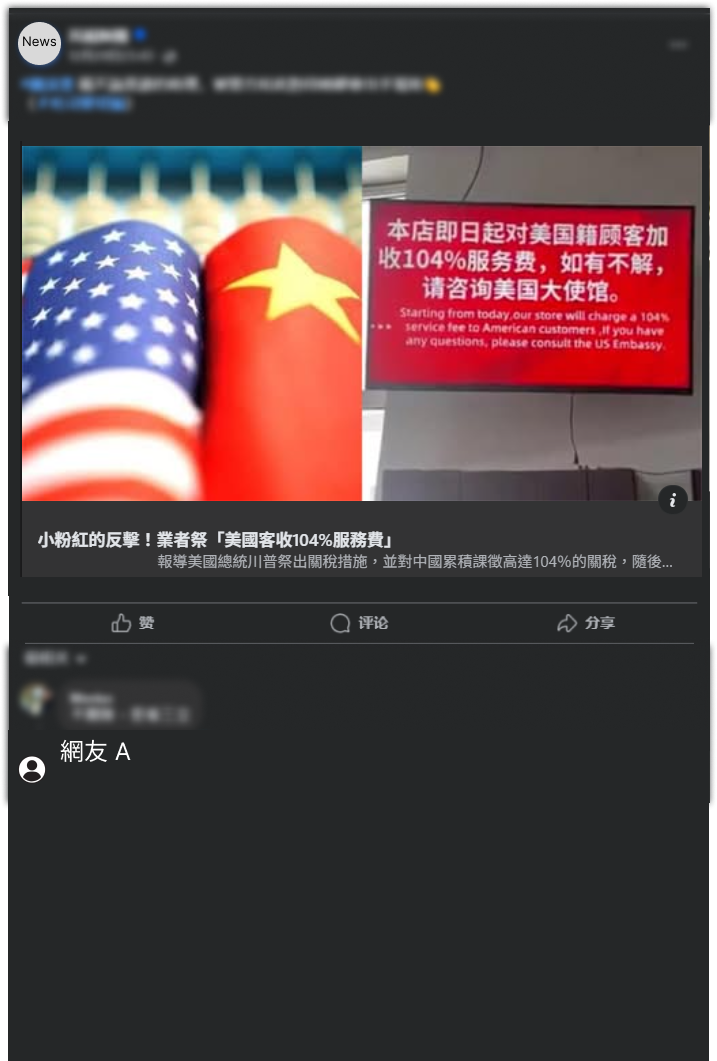 News
本店即日起对美国籍顾客加
收104%服务费，如有不解，
请咨询美国大使馆。
Starting from today,our store will charge a 104%
service fee to American customers ,If you have
any questions, please consult the US Embassy.
小粉紅的反擊！業者祭「美國客收104%服務費」
報導美國總統川普祭出關稅措施，並對中國累積課徵高達104%的關稅，隨後...
赞
评论
分享
網友 A